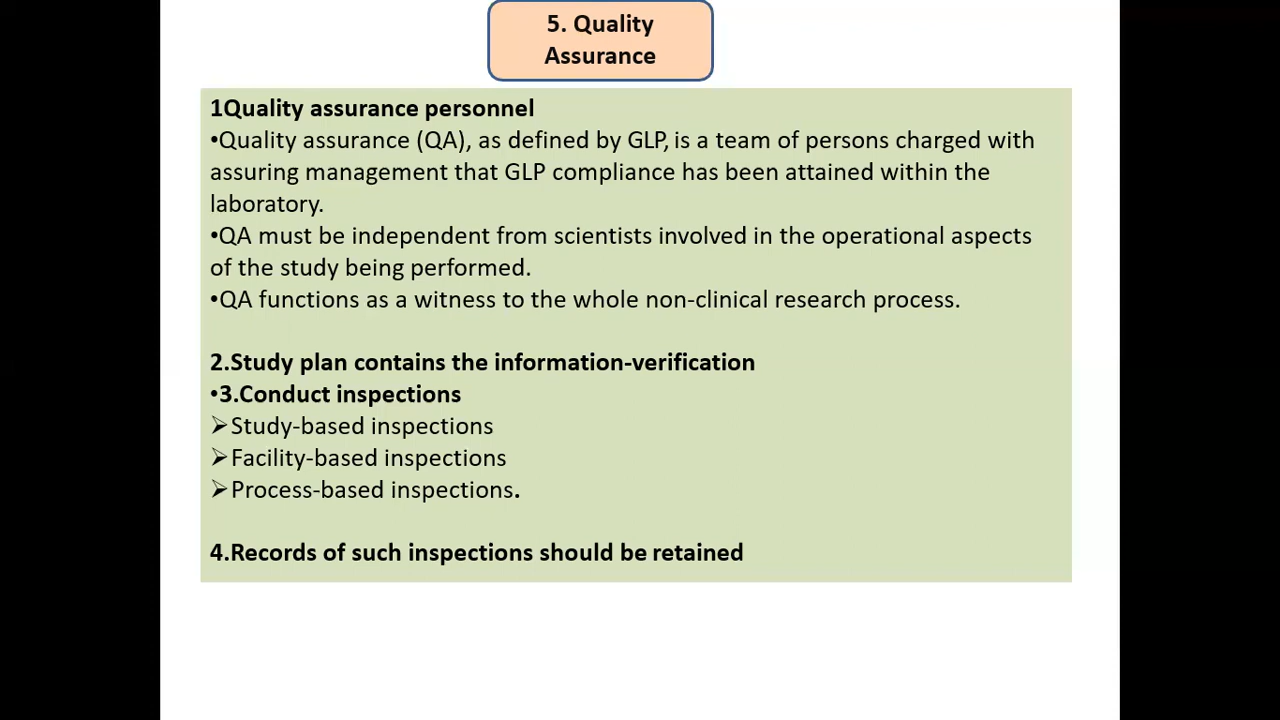 5. Quality
Assurance
1Quality assurance personnel
•Quality assurance (QA), as defined by GLP, is a team of persons charged with
assuring management that GLP compliance has been attained within the
laboratory.
•QA must be independent from scientists involved in the operational aspects
of the study being performed.
•QA functions as a witness to the whole non-clinical research process.
2.Study plan contains the information-verification
•3.Conduct inspections
➢Study-based inspections
➢Facility-based inspections
➢Process-based inspections.
4.Records of such inspections should be retained